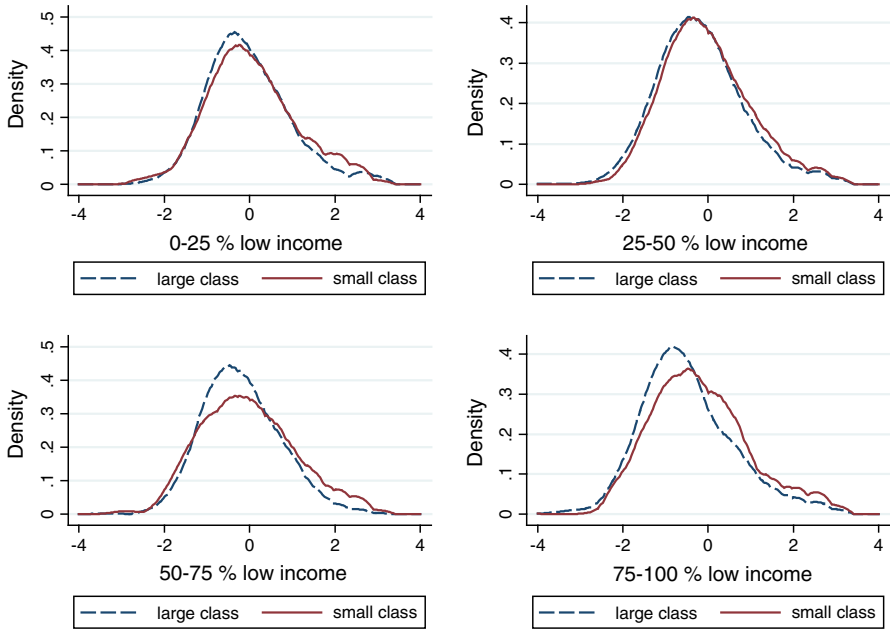 Density
.5
.4
.3
.2
.1
0
-4 -2 0 2 4
0-25 % low income
large class small class
Density
.4
.3
.2
.1
0
-4 -2 0 2 4
25-50 % low income
large class small class
Density
.5
.4
.3
.2
.1
0
-4 -2 0 2 4
50-75 % low income
large class small class
Density
.4
.3
.2
.1
0
-4 -2 0 2 4
75-100 % low income
large class small class